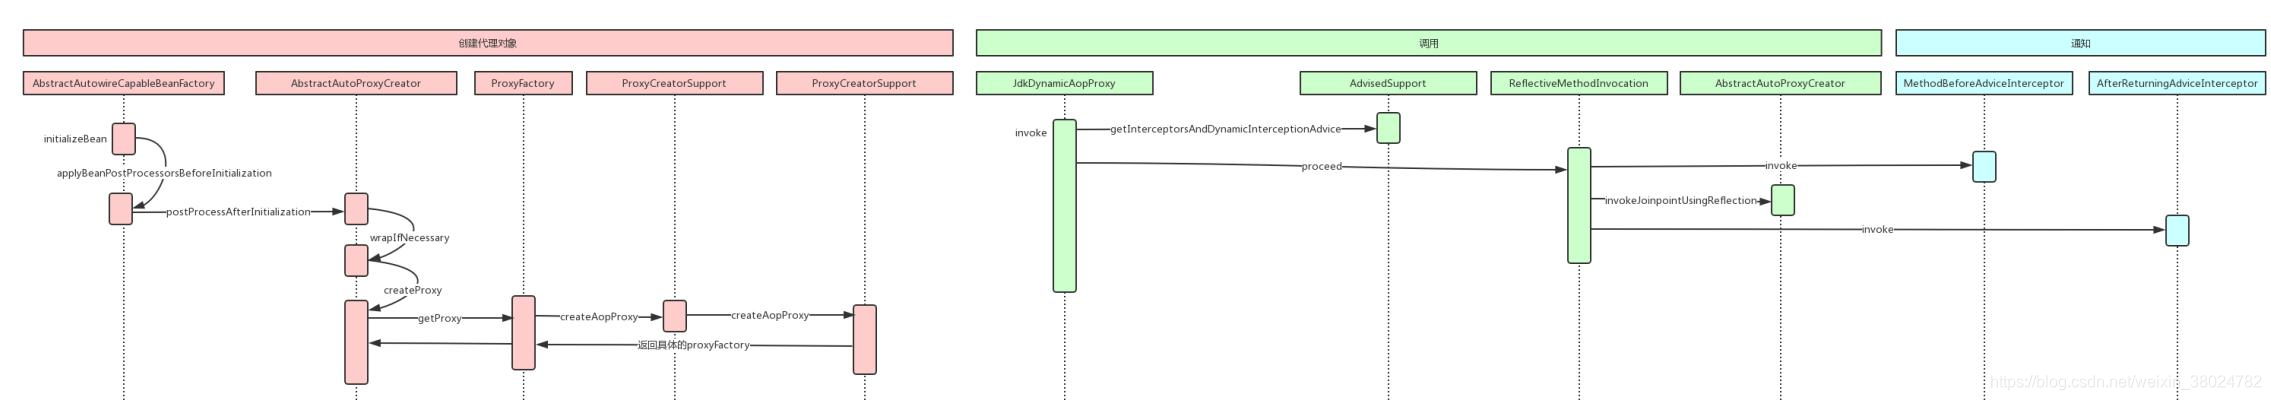 创建代理对象
调用
通知
AbstractAutowireCapableBeanFactory
AbstractAutoProxyCreator
ProxyFactory
ProxyCreatorSupport
ProxyCreatorSupport
JdkDynamicAopProxy
AdvisedSupport
ReflectiveMethodInvocation
AbstractAutoProxyCreator
MethodBeforeAdviceInterceptor
AfterReturningAdviceInterceptor
initializeBean
applyBeanPostProcessorsBeforeInitialization
postProcessAfterInitialization
wrapIfNecessary
createProxy
getProxy
createAopProxy
createAopProxy
返回具体的proxyFactory
invoke
getInterceptorsAndDynamicInterceptionAdvice
proceed
invoke
invokeJoinpointUsingReflection
invoke
https://blog.csdn.net/weixin_38024782